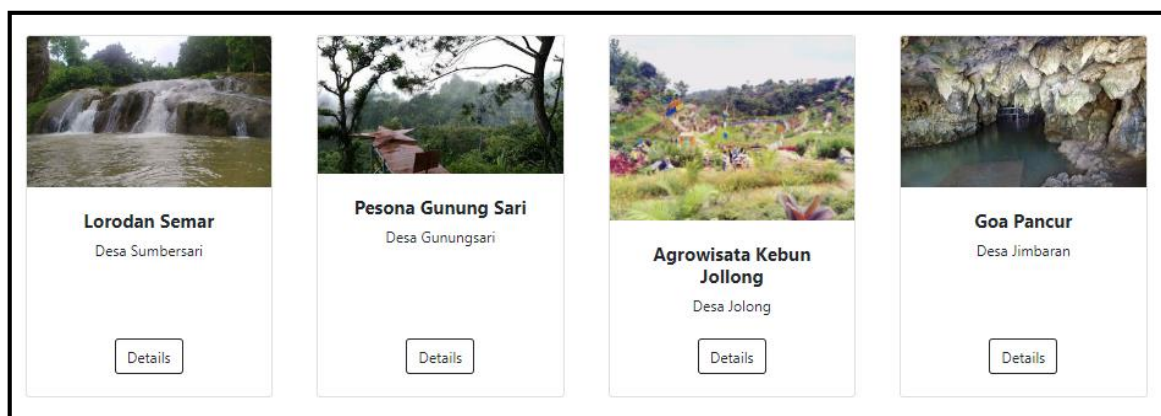 Lorodan Semar
Desa Sumbersari
Details
Pesona Gunung Sari
Desa Gunungsari
Details
Agrowisata Kebun
Jollong
Desa Jolong
Details
Goa Pancur
Desa Jimbaran
Details